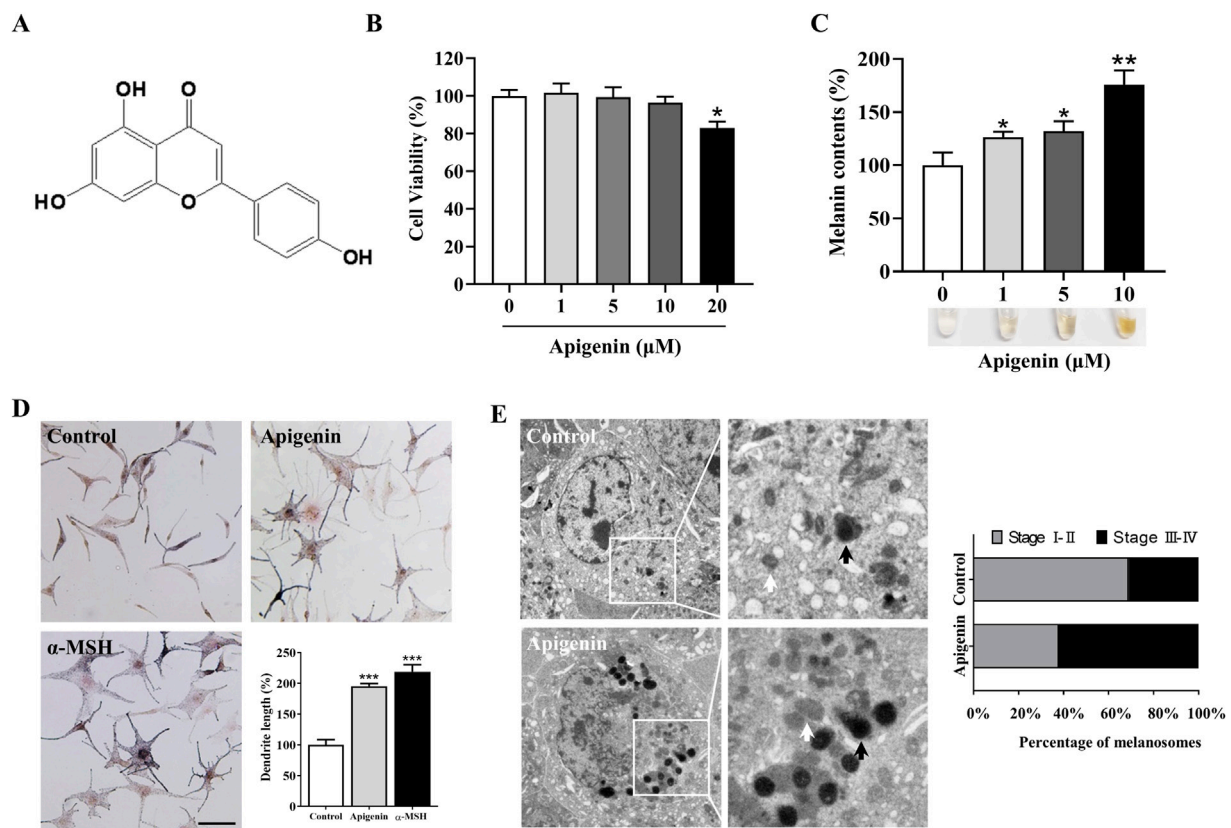 A
OH
O
HO
O
OH
B
Cell Viability (%)
120
100
80
60
40
20
0
*
0 1 5 10 20
Apigenin (μM)
C
Melanin contents (%)
200
150
100
50
0
* * **
0 1 5 10
Apigenin (μM)
D
Control
Apigenin
α-MSH
Dendrite length (%)
250
200
150
100
50
0
*** ***
Control Apigenin α-MSH
E
Control
Apigenin
Stage I-II Stage III-IV
Control
Apigenin
0% 20% 40% 60% 80% 100%
Percentage of melanosomes